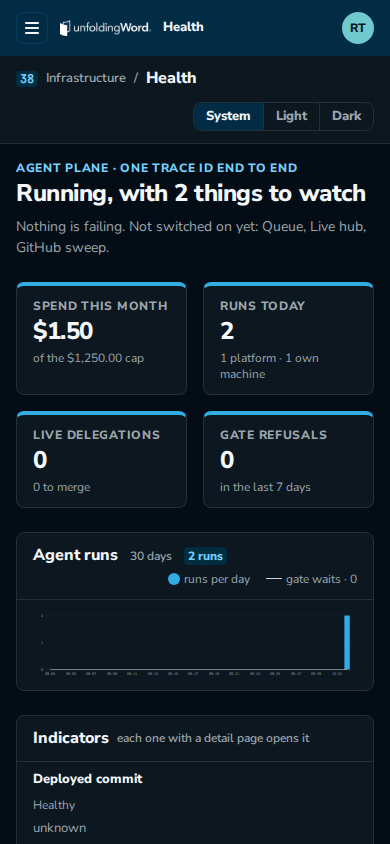 unfoldingWord. Health RT
38 Infrastructure / Health
System Light Dark
AGENT PLANE · ONE TRACE ID END TO END
Running, with 2 things to watch
Nothing is failing. Not switched on yet: Queue, Live hub,
GitHub sweep.
SPEND THIS MONTH
$1.50
of the $1,250.00 cap
RUNS TODAY
2
1 platform · 1 own
machine
LIVE DELEGATIONS
0
0 to merge
GATE REFUSALS
0
in the last 7 days
Agent runs 30 days 2 runs
runs per day gate waits · 0
Indicators each one with a detail page opens it
Deployed commit
Healthy
unknown